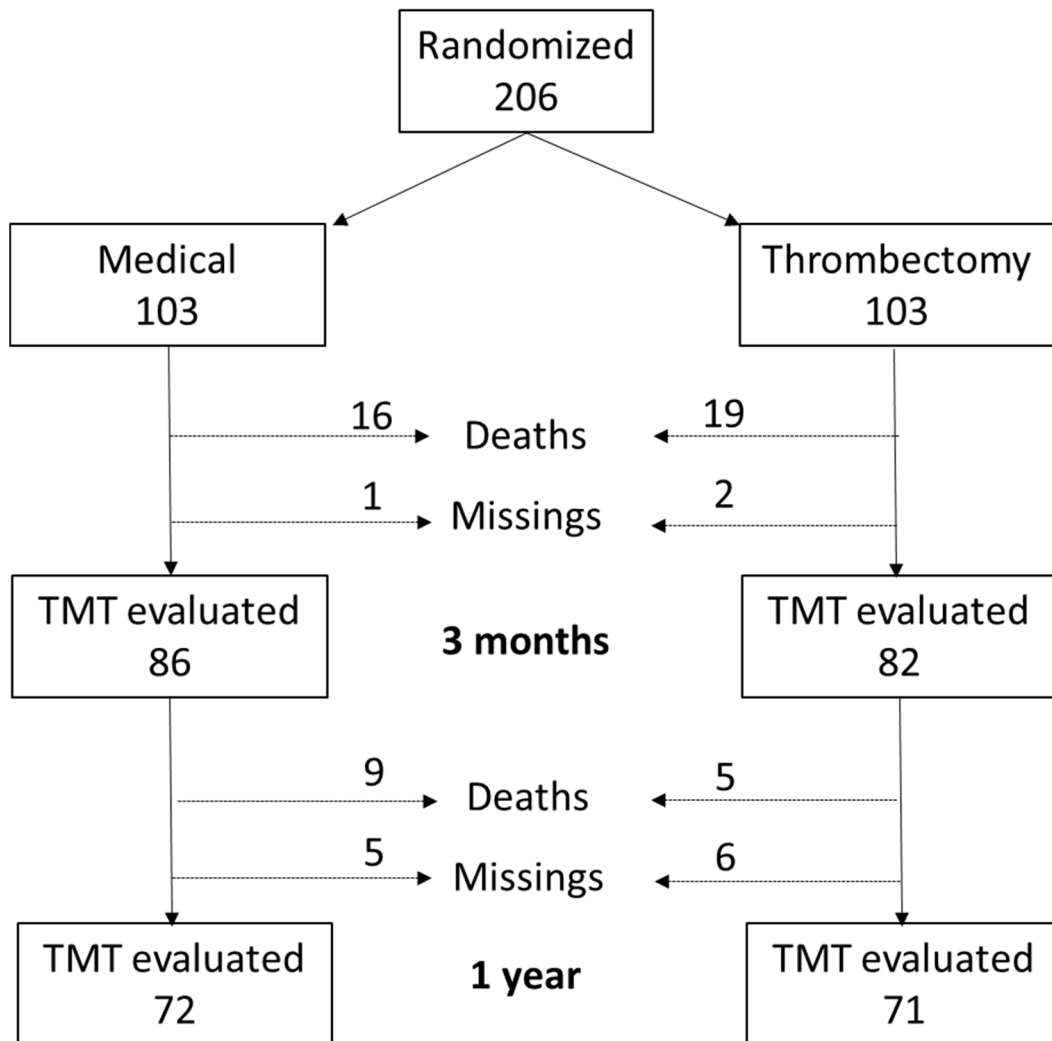 Randomized
206
Medical
103
Thrombectomy
103
16
Deaths
19
1
Missings
2
TMT evaluated
86
3 months
TMT evaluated
82
9
Deaths
5
5
Missings
6
TMT evaluated
72
1 year
TMT evaluated
71